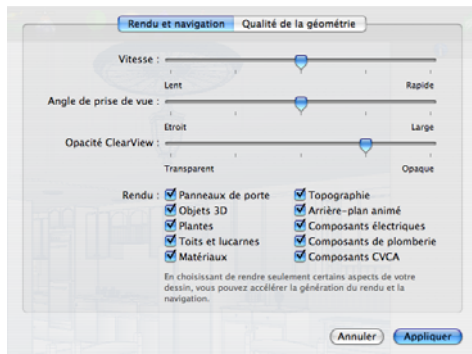 Rendu et navigation Qualité de la géométrie
Vitesse :
Lent Rapide
Angle de prise de vue :
Etroit Large
Opacité ClearView :
Transparent Opaque
Rendu : Panneaux de porte Topographie
Objets 3D Arrière-plan animé
Plantes Composants électriques
Toits et lucarnes Composants de plomberie
Matériaux Composants CVCA
En choisissant de rendre seulement certains aspects de votre
dessin, vous pouvez accélérer la génération du rendu et la
navigation.
Annuler Appliquer